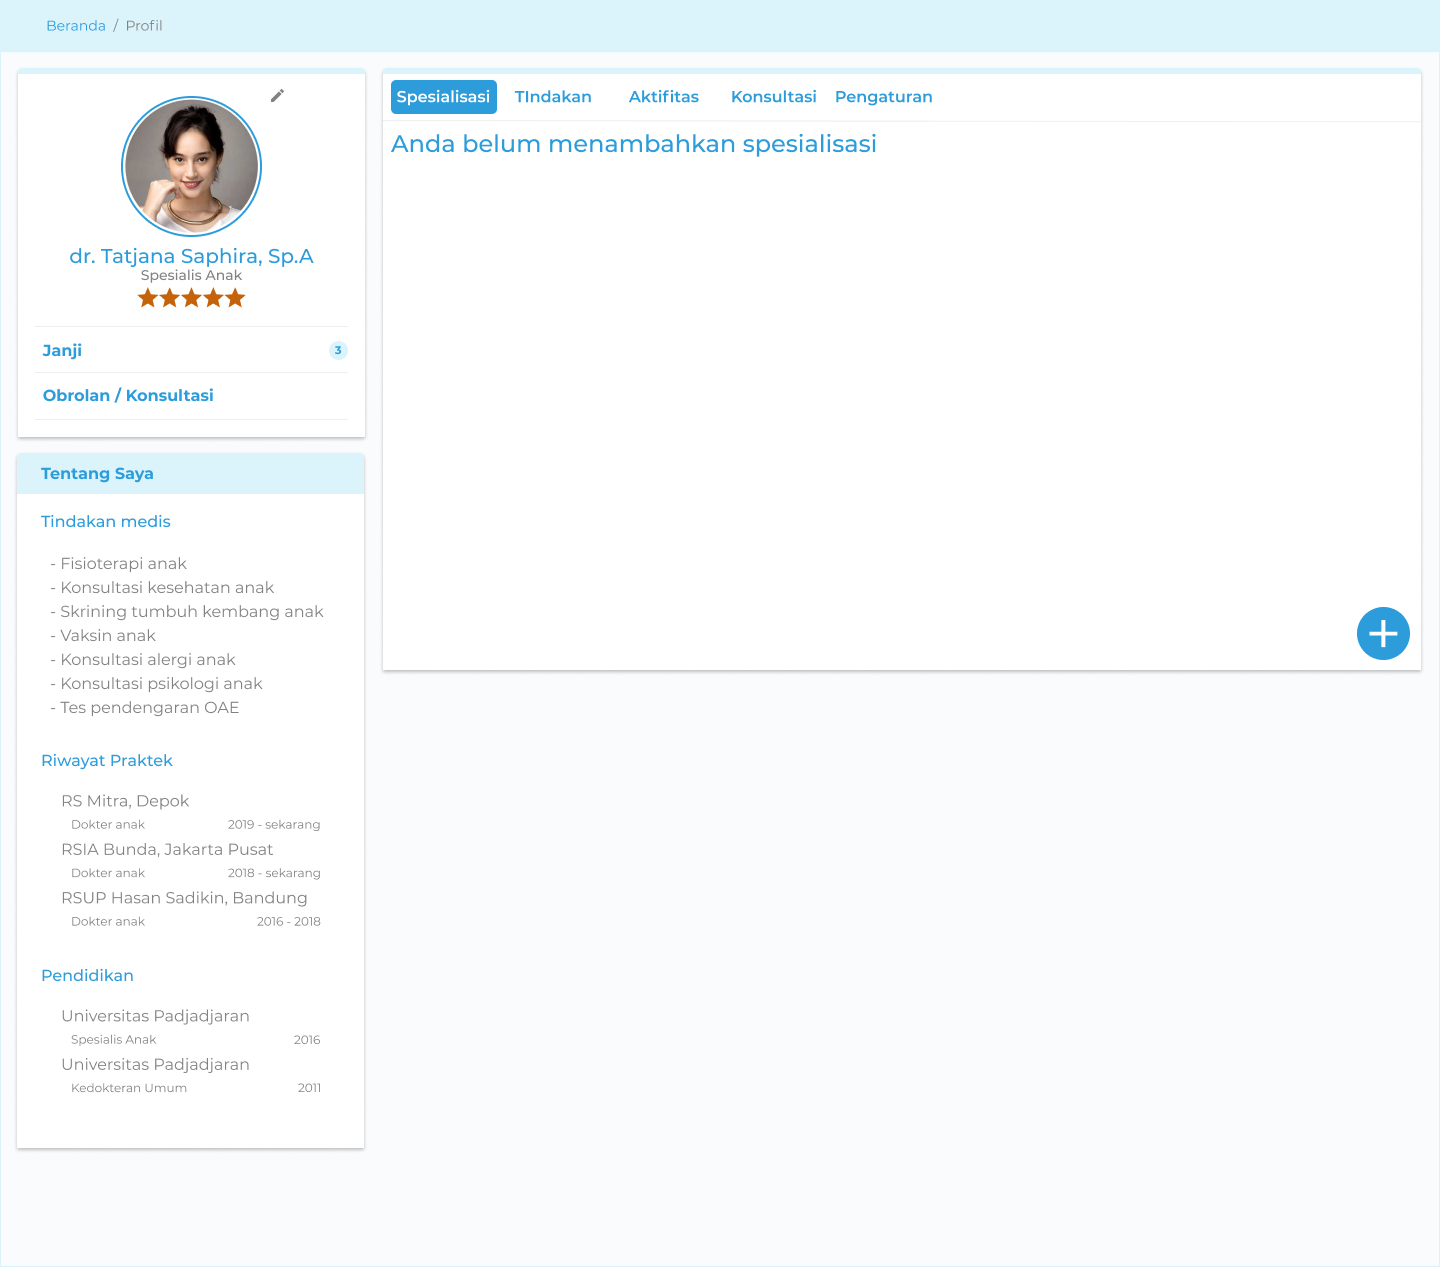 Beranda / Profil
dr. Tatjana Saphira, Sp.A
Spesialis Anak
Janji 3
Obrolan / Konsultasi
Tentang Saya
Tindakan medis
- Fisioterapi anak
- Konsultasi kesehatan anak
- Skrining tumbuh kembang anak
- Vaksin anak
- Konsultasi alergi anak
- Konsultasi psikologi anak
- Tes pendengaran OAE
Riwayat Praktek
RS Mitra, Depok
Dokter anak 2019 - sekarang
RSIA Bunda, Jakarta Pusat
Dokter anak 2018 - sekarang
RSUP Hasan Sadikin, Bandung
Dokter anak 2016 - 2018
Pendidikan
Universitas Padjadjaran
Spesialis Anak 2016
Universitas Padjadjaran
Kedokteran Umum 2011
Spesialisasi TIndakan Aktifitas Konsultasi Pengaturan
Anda belum menambahkan spesialisasi